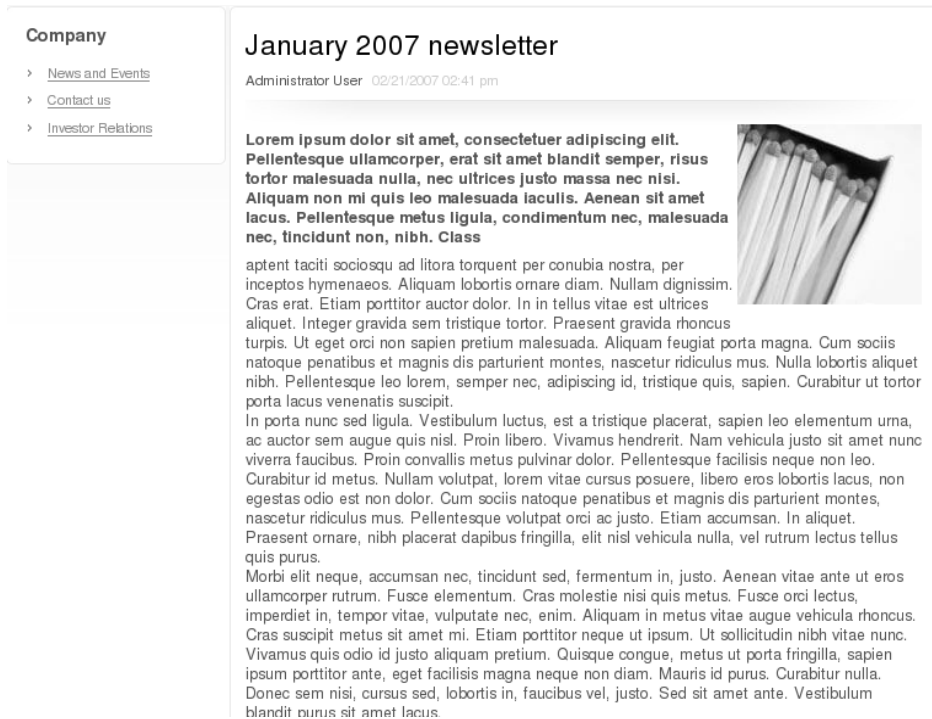 Company
News and Events
Contact us
Investor Relations
January 2007 newsletter
Administrator User 02/21/2007 02:41 pm
Lorem ipsum dolor sit amet, consectetuer adipiscing elit.
Pellentesque ullamcorper, erat sit amet blandit semper, risus
tortor malesuada nulla, nec ultrices justo massa nec nisi.
Aliquam non mi quis leo malesuada iaculis. Aenean sit amet
lacus. Pellentesque metus ligula, condimentum nec, malesuada
nec, tincidunt non, nibh. Class
aptent taciti sociosqu ad litora torquent per conubia nostra, per
inceptos hymenaeos. Aliquam lobortis ornare diam. Nullam dignissim.
Cras erat. Etiam porttitor auctor dolor. In in tellus vitae est ultrices
aliquet. Integer gravida sem tristique tortor. Praesent gravida rhoncus
turpis. Ut eget orci non sapien pretium malesuada. Aliquam feugiat porta magna. Cum sociis
natoque penatibus et magnis dis parturient montes, nascetur ridiculus mus. Nulla lobortis aliquet
nibh. Pellentesque leo lorem, semper nec, adipiscing id, tristique quis, sapien. Curabitur ut tortor
porta lacus venenatis suscipit.
In porta nunc sed ligula. Vestibulum luctus, est a tristique placerat, sapien leo elementum urna,
ac auctor sem augue quis nisl. Proin libero. Vivamus hendrerit. Nam vehicula justo sit amet nunc
viverra faucibus. Proin convallis metus pulvinar dolor. Pellentesque facilisis neque non leo.
Curabitur id metus. Nullam volutpat, lorem vitae cursus posuere, libero eros lobortis lacus, non
egestas odio est non dolor. Cum sociis natoque penatibus et magnis dis parturient montes,
nascetur ridiculus mus. Pellentesque volutpat orci ac justo. Etiam accumsan. In aliquet.
Praesent ornare, nibh placerat dapibus fringilla, elit nisl vehicula nulla, vel rutrum lectus tellus
quis purus.
Morbi elit neque, accumsan nec, tincidunt sed, fermentum in, justo. Aenean vitae ante ut eros
ullamcorper rutrum. Fusce elementum. Cras molestie nisi quis metus. Fusce orci lectus,
imperdiet in, tempor vitae, vulputate nec, enim. Aliquam in metus vitae augue vehicula rhoncus.
Cras suscipit metus sit amet mi. Etiam porttitor neque ut ipsum. Ut sollicitudin nibh vitae nunc.
Vivamus quis odio id justo aliquam pretium. Quisque congue, metus ut porta fringilla, sapien
ipsum porttitor ante, eget facilisis magna neque non diam. Mauris id purus. Curabitur nulla.
Donec sem nisi, cursus sed, lobortis in, faucibus vel, justo. Sed sit amet ante. Vestibulum
blandit purus sit amet lacus.